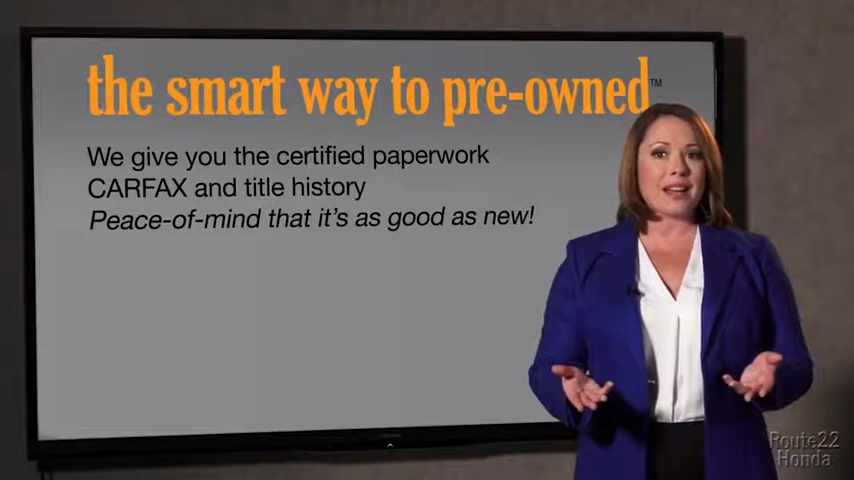 the smart way to pre-owned™
We give you the certified paperwork
CARFAX and title history
Peace-of-mind that it's as good as new!
Route22
Honda